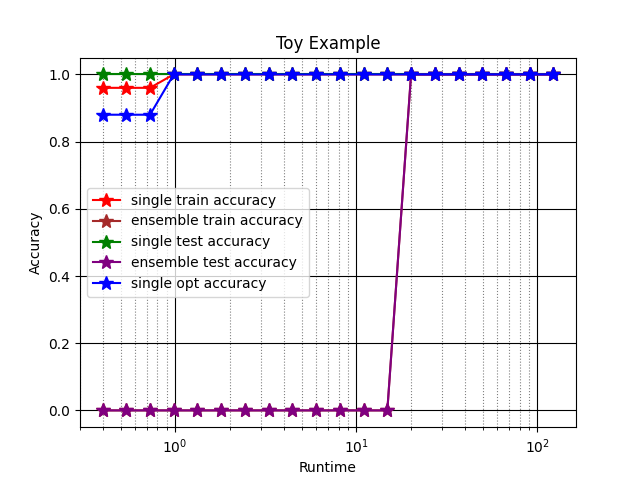 Toy Example
1.0
0.8
0.6
0.4
0.2
0.0
Accuracy
single train accuracy
ensemble train accuracy
single test accuracy
ensemble test accuracy
single opt accuracy
10⁰
10¹
10²
Runtime